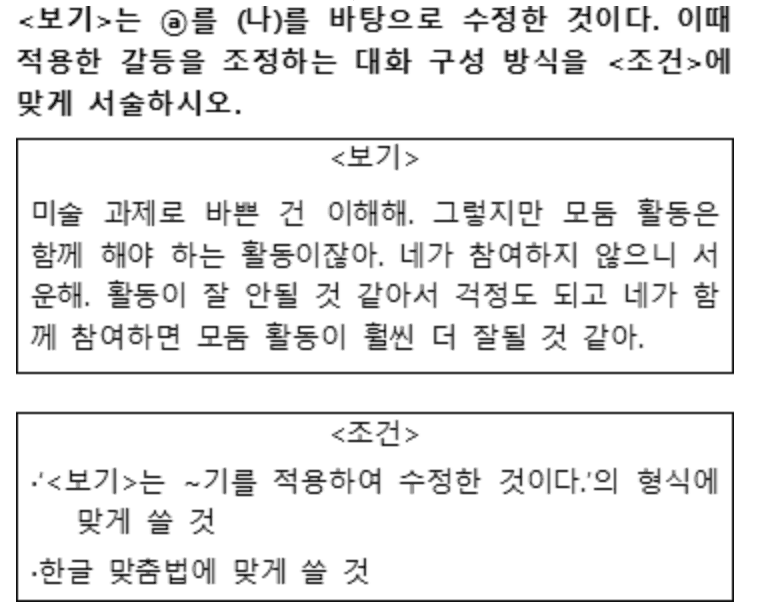 <보기>는 ⓐ를 (나)를 바탕으로 수정한 것이다. 이때
적용한 갈등을 조정하는 대화 구성 방식을 <조건>에
맞게 서술하시오.
<보기>
미술 과제로 바쁜 건 이해해. 그렇지만 모둠 활동은
함께 해야 하는 활동이잖아. 네가 참여하지 않으니 서
운해. 활동이 잘 안될 것 같아서 걱정도 되고 네가 함
께 참여하면 모둠 활동이 훨씬 더 잘될 것 같아.
<조건>
·'<보기>는 ~기를 적용하여 수정한 것이다.'의 형식에
맞게 쓸 것
·한글 맞춤법에 맞게 쓸 것